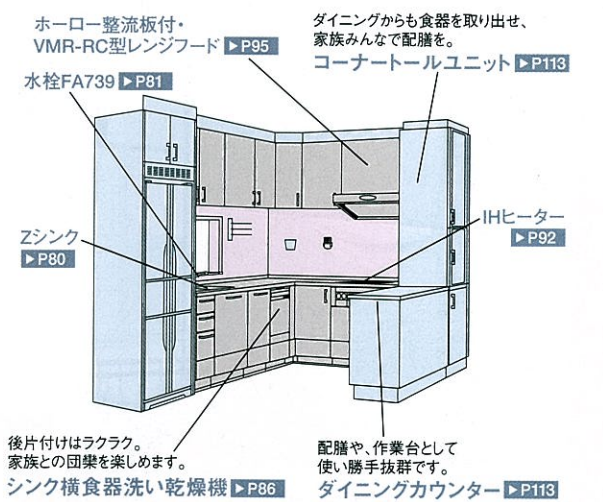 ホーロー整流板付・
VMR-RC型レンジフード ▶P95
水栓FA739 ▶P81
ダイニングからも食器を取り出せ、
家族みんなで配膳を。
コーナートールユニット ▶P113
Zシンク
▶P80
IHヒーター
▶P92
後片付けはラクラク。
家族との団欒を楽しめます。
シンク横食器洗い乾燥機 ▶P86
配膳や、作業台として
使い勝手抜群です。
ダイニングカウンター ▶P113